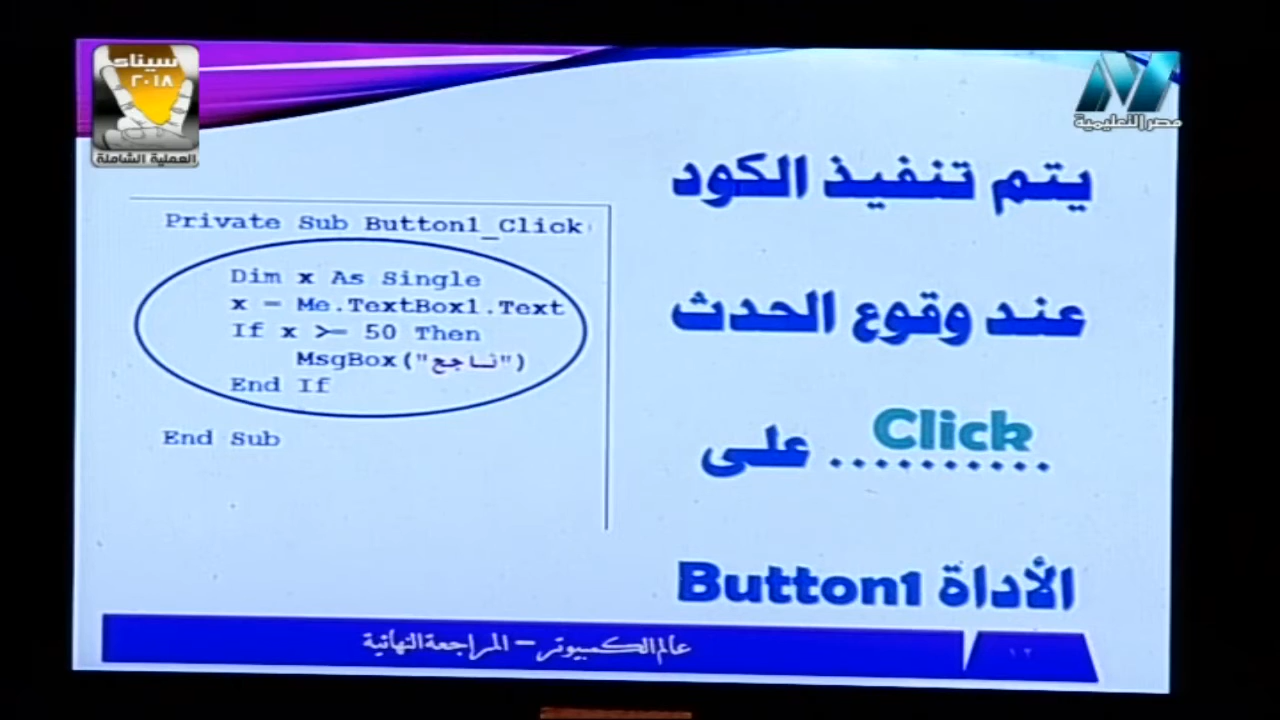 سيناء
٢٠١٨
العملية الشاملة
مصر التعليمية
يتم تنفيذ الكود
عند وقوع الحدث
Click .......... على
الأداة Button1
Private Sub Button1_Click
Dim x As Single
x = Me.TextBox1.Text
If x >= 50 Then
MsgBox("ناجح")
End If
End Sub
عالم الكمبيوتر - المراجعة النهائية
١٢